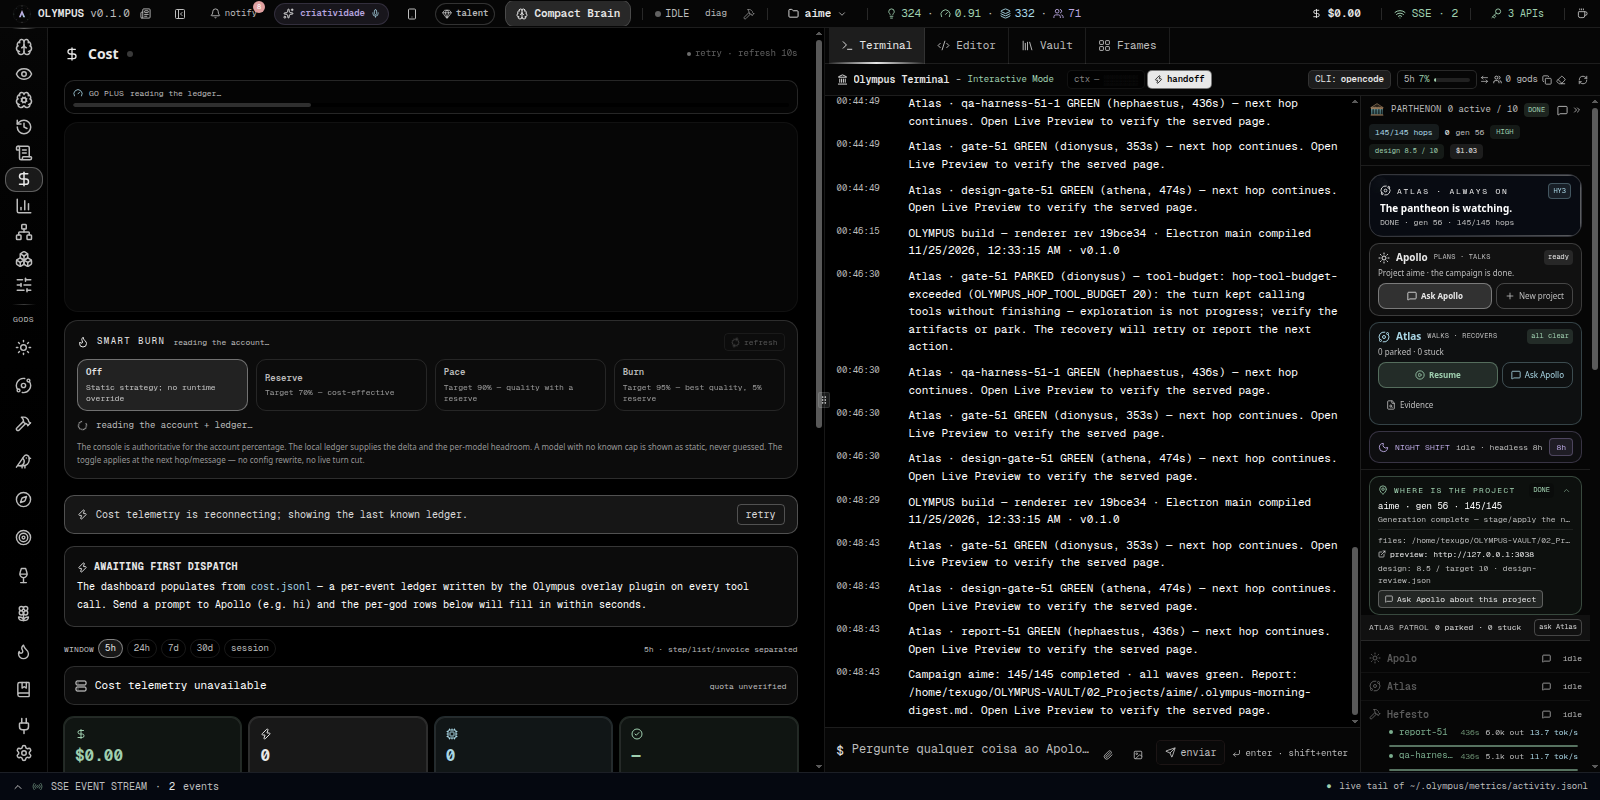 OLYMPUS v0.1.0
notify
8
criatividade
talent
Compact Brain
IDLE
diag
aime
324 · 0.91 · 332 · 71
$0.00
SSE · 2
3 APIs
GODS
Cost
retry · refresh 10s
GO PLUS reading the ledger…
SMART BURN reading the account…
refresh
Off
Static strategy; no runtime override
Reserve
Target 70% — cost-effective
Pace
Target 90% — quality with a reserve
Burn
Target 95% — best quality, 5% reserve
reading the account + ledger…
The console is authoritative for the account percentage. The local ledger supplies the delta and the per-model headroom. A model with no known cap is shown as static, never guessed. The
toggle applies at the next hop/message — no config rewrite, no live turn cut.
Cost telemetry is reconnecting; showing the last known ledger.
retry
AWAITING FIRST DISPATCH
The dashboard populates from cost.jsonl — a per-event ledger written by the Olympus overlay plugin on every tool
call. Send a prompt to Apollo (e.g. hi) and the per-god rows below will fill in within seconds.
WINDOW 5h 24h 7d 30d session
5h · step/list/invoice separated
Cost telemetry unavailable
quota unverified
$0.00
0
0
—
Terminal
Editor
Vault
Frames
Olympus Terminal – Interactive Mode
ctx —
handoff
CLI: opencode
5h 7%
0 gods
00:44:49 Atlas · qa-harness-51-1 GREEN (hephaestus, 436s) — next hop
continues. Open Live Preview to verify the served page.
00:44:49 Atlas · gate-51 GREEN (dionysus, 353s) — next hop continues. Open
Live Preview to verify the served page.
00:44:49 Atlas · design-gate-51 GREEN (athena, 474s) — next hop continues.
Open Live Preview to verify the served page.
00:46:15 OLYMPUS build — renderer rev 19bce34 · Electron main compiled
11/25/2026, 12:33:15 AM · v0.1.0
00:46:30 Atlas · gate-51 PARKED (dionysus) — tool-budget: hop-tool-budget-
exceeded (OLYMPUS_HOP_TOOL_BUDGET 20): the turn kept calling
tools without finishing — exploration is not progress; verify the
artifacts or park. The recovery will retry or report the next
action.
00:46:30 Atlas · qa-harness-51-1 GREEN (hephaestus, 436s) — next hop
continues. Open Live Preview to verify the served page.
00:46:30 Atlas · gate-51 GREEN (dionysus, 353s) — next hop continues. Open
Live Preview to verify the served page.
00:46:30 Atlas · design-gate-51 GREEN (athena, 474s) — next hop continues.
Open Live Preview to verify the served page.
00:48:29 OLYMPUS build — renderer rev 19bce34 · Electron main compiled
11/25/2026, 12:33:15 AM · v0.1.0
00:48:43 Atlas · gate-51 GREEN (dionysus, 353s) — next hop continues. Open
Live Preview to verify the served page.
00:48:43 Atlas · design-gate-51 GREEN (athena, 474s) — next hop continues.
Open Live Preview to verify the served page.
00:48:43 Atlas · report-51 GREEN (hephaestus, 436s) — next hop continues.
Open Live Preview to verify the served page.
00:48:43 Campaign aime: 145/145 completed · all waves green. Report:
/home/texugo/OLYMPUS-VAULT/02_Projects/aime/.olympus-morning-
digest.md. Open Live Preview to verify the served page.
$ Pergunte qualquer coisa ao Apolo…
enviar
enter · shift+enter
PARTHENON 0 active / 10 DONE
145/145 hops 0 gen 56 HIGH
design 8.5 / 10 $1.03
ATLAS · ALWAYS ON HY3
The pantheon is watching.
DONE · gen 56 · 145/145 hops
Apollo PLANS · TALKS ready
Project aime · the campaign is done.
Ask Apollo
New project
Atlas WALKS · RECOVERS all clear
0 parked · 0 stuck
Resume
Ask Apollo
Evidence
NIGHT SHIFT idle · headless 8h 8h
WHERE IS THE PROJECT DONE
aime · gen 56 · 145/145
Generation complete — stage/apply the n…
files: /home/texugo/OLYMPUS-VAULT/02_Pr…
preview: http://127.0.0.1:3038
design: 8.5 / target 10 · design-
review.json
Ask Apollo about this project
ATLAS PATROL 0 parked · 0 stuck ask Atlas
Apolo idle
Atlas idle
Hefesto idle
report-51 436s 6.0k out 13.7 tok/s
qa-harnes… 436s 5.1k out 11.7 tok/s
SSE EVENT STREAM · 2 events
live tail of ~/.olympus/metrics/activity.jsonl